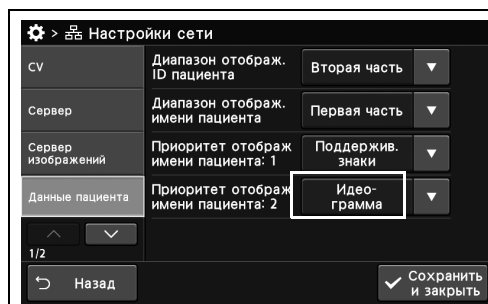 > Настройки сети
CV
Диапазон отображ.
ID пациента
Вторая часть
Сервер
Диапазон отображ.
имени пациента
Первая часть
Сервер
изображений
Приоритет отображ
имени пациента: 1
Поддержив.
знаки
Данные пациента
Приоритет отображ
имени пациента: 2
Идео-
грамма
1/2
Назад
Сохранить
и закрыть